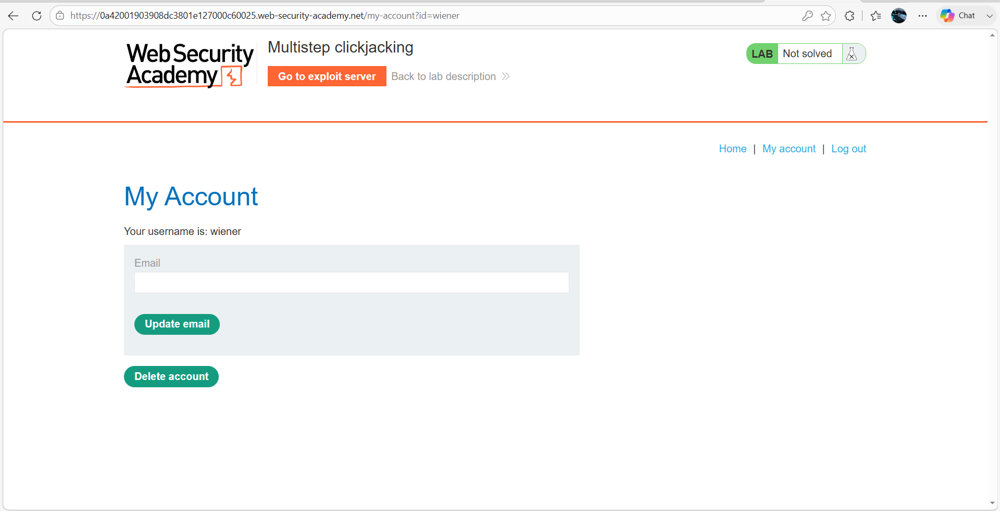 https://0a42001903908dc3801e127000c60025.web-security-academy.net/my-account?id=wiener
Chat
Web Security
Academy
Multistep clickjacking
Go to exploit server
Back to lab description
LAB
Not solved
Home | My account | Log out
My Account
Your username is: wiener
Email
Update email
Delete account